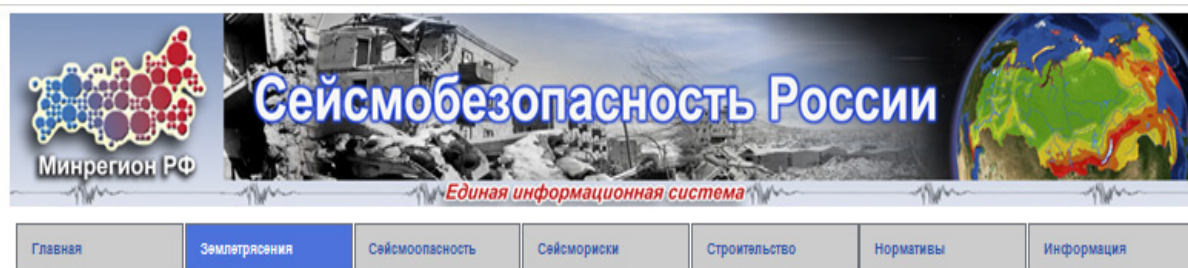 Сейсмобезопасность России
Минрегион РФ
Единая информационная система
Главная
Землетрясения
Сейсмоопасность
Сейсмориски
Строительство
Нормативы
Информация